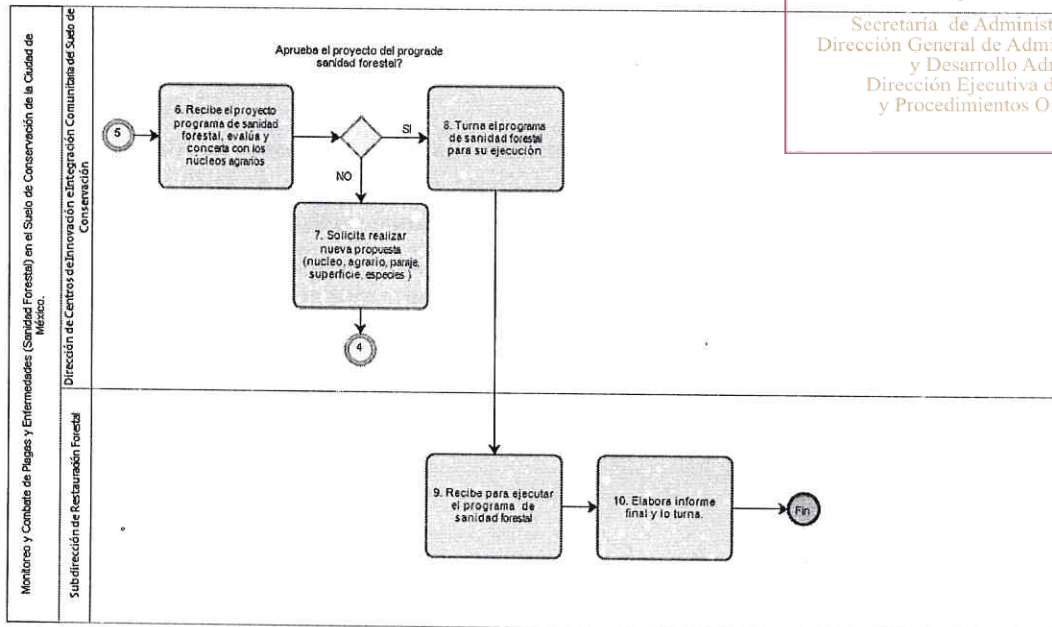 Secretaría de Administ
Dirección General de Admi
y Desarrollo Adr
Dirección Ejecutiva d
y Procedimientos O
Monitoreo y Combate de Plagas y Enfermedades (Sanidad Forestal) en el Suelo de Conservación de la Ciudad de
México.
Dirección de Centros de Innovación e Integración Comunitaria del Suelo de
Conservación
Aprueba el proyecto del prograde
sanidad forestal?
5
6. Recibe el proyecto
programa de sanidad
forestal, evalúa y
concerta con los
núcleos agrarios
SI
NO
8. Turna el programa
de sanidad forestal
para su ejecución
7. Solicita realizar
nueva propuesta
(nucleo, agrario, paraje,
superficie, especies )
4
Subdirección de Restauración Forestal
9. Recibe para ejecutar
el programa de
sanidad forestal
10. Elabora informe
final y lo turna.
Fin